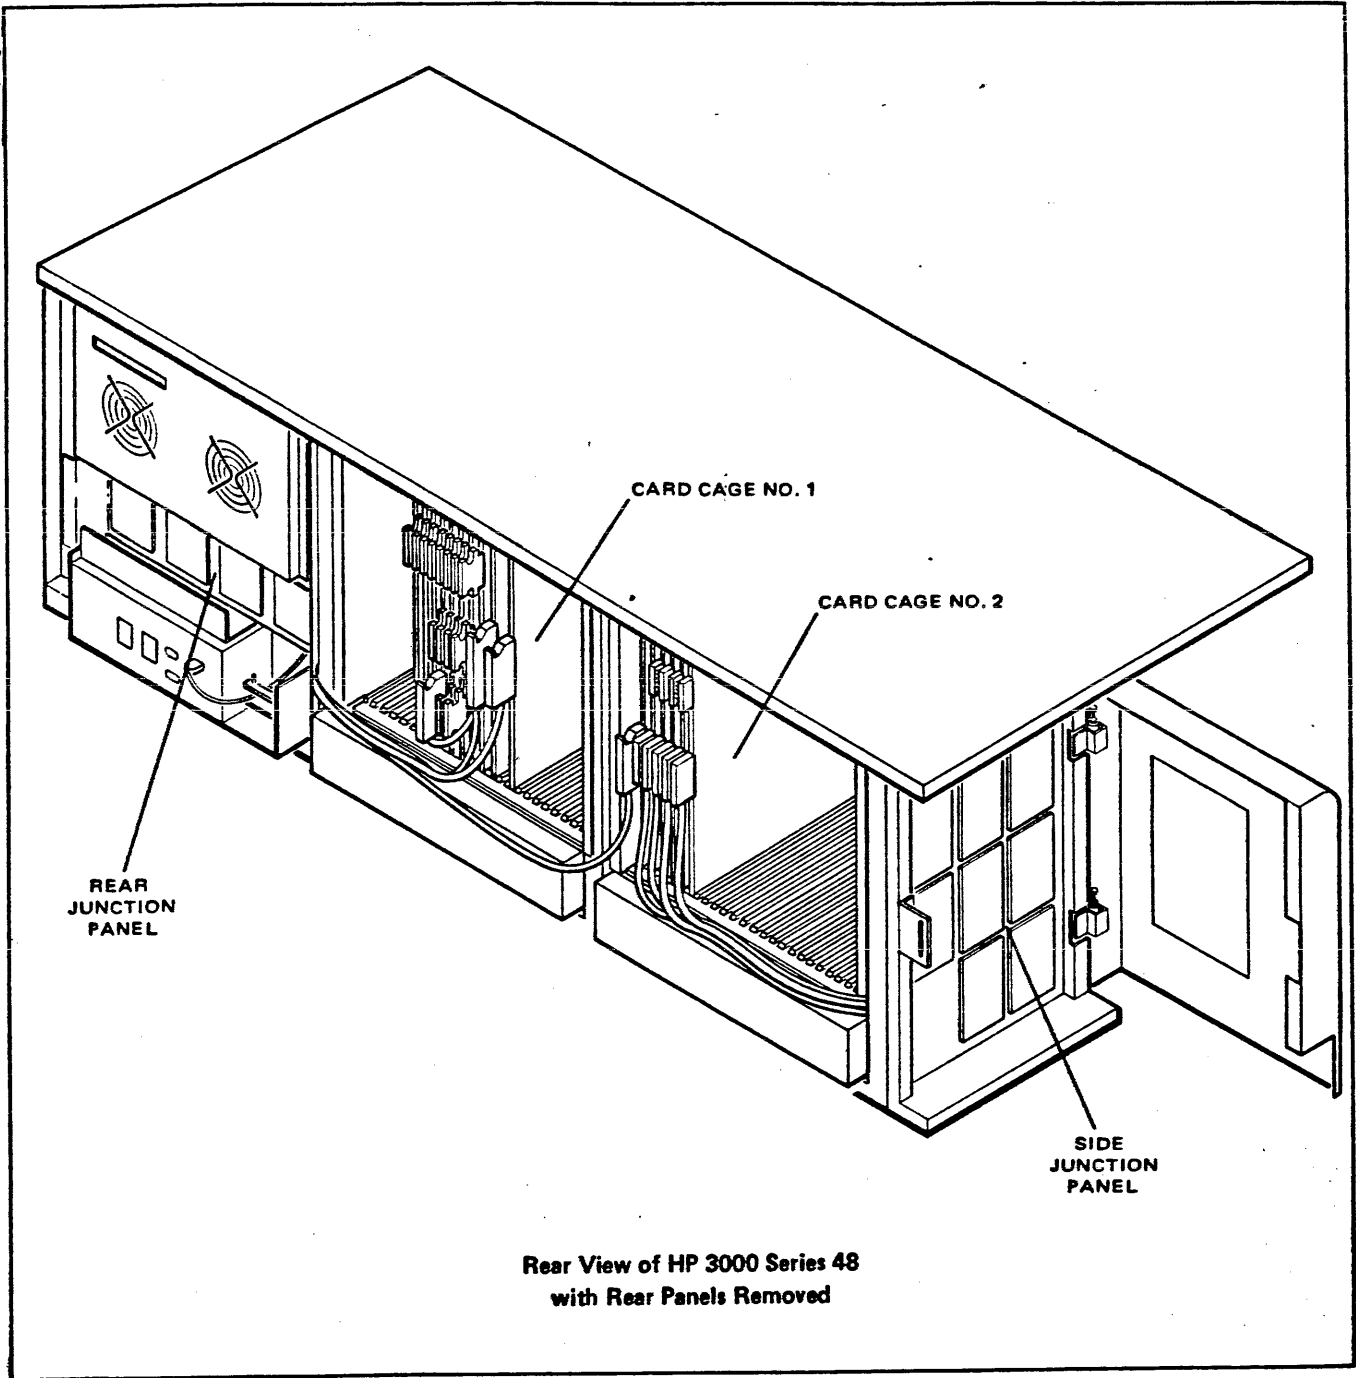 CARD CAGE NO. 1
CARD CAGE NO. 2
REAR
JUNCTION
PANEL
SIDE
JUNCTION
PANEL
Rear View of HP 3000 Series 48
with Rear Panels Removed